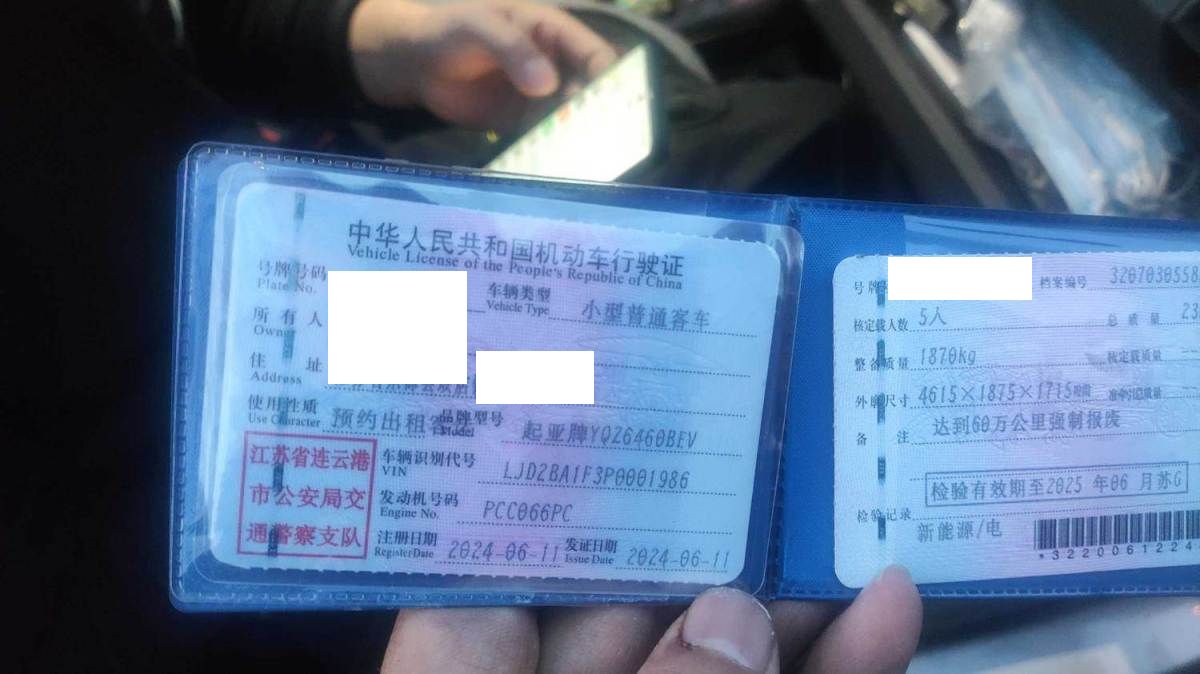 中华人民共和国机动车行驶证
Vehicle License of the People's Republic of China
号牌号码
Plate No.
车辆类型
Vehicle Type
小型普通客车
所有人
Owner
住址
Address
使用性质
Use Character
预约出租客
品牌型号
Model
起亚牌YQZ6460BEV
江苏省连云港
市公安局交
通警察支队
车辆识别代号
VIN
LJD2BA1F3P0001986
发动机号码
Engine No.
PCC066PC
注册日期
Register Date
2024-06-11
发证日期
Issue Date
2024-06-11
号牌
档案编号
3207030558
核定载人数
5人
总质量
23
整备质量
1870kg
核定载质量
外廓尺寸
4615×1875×1715
准牵引总质量
备注
达到60万公里强制报废
检验有效期至2025年06月苏G
检验记录
新能源/电
*3220061224